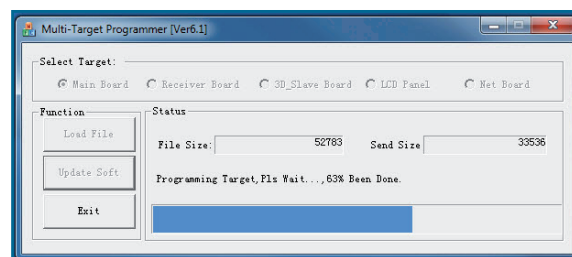 Multi-Target Programmer [Ver6.1]
Select Target:
Main Board Receiver Board 3D_Slave Board LCD Panel Net Board
Function
Status
Load File
File Size: 52783 Send Size 33536
Update Soft
Programming Target,Pls Wait...,63% Been Done.
Exit